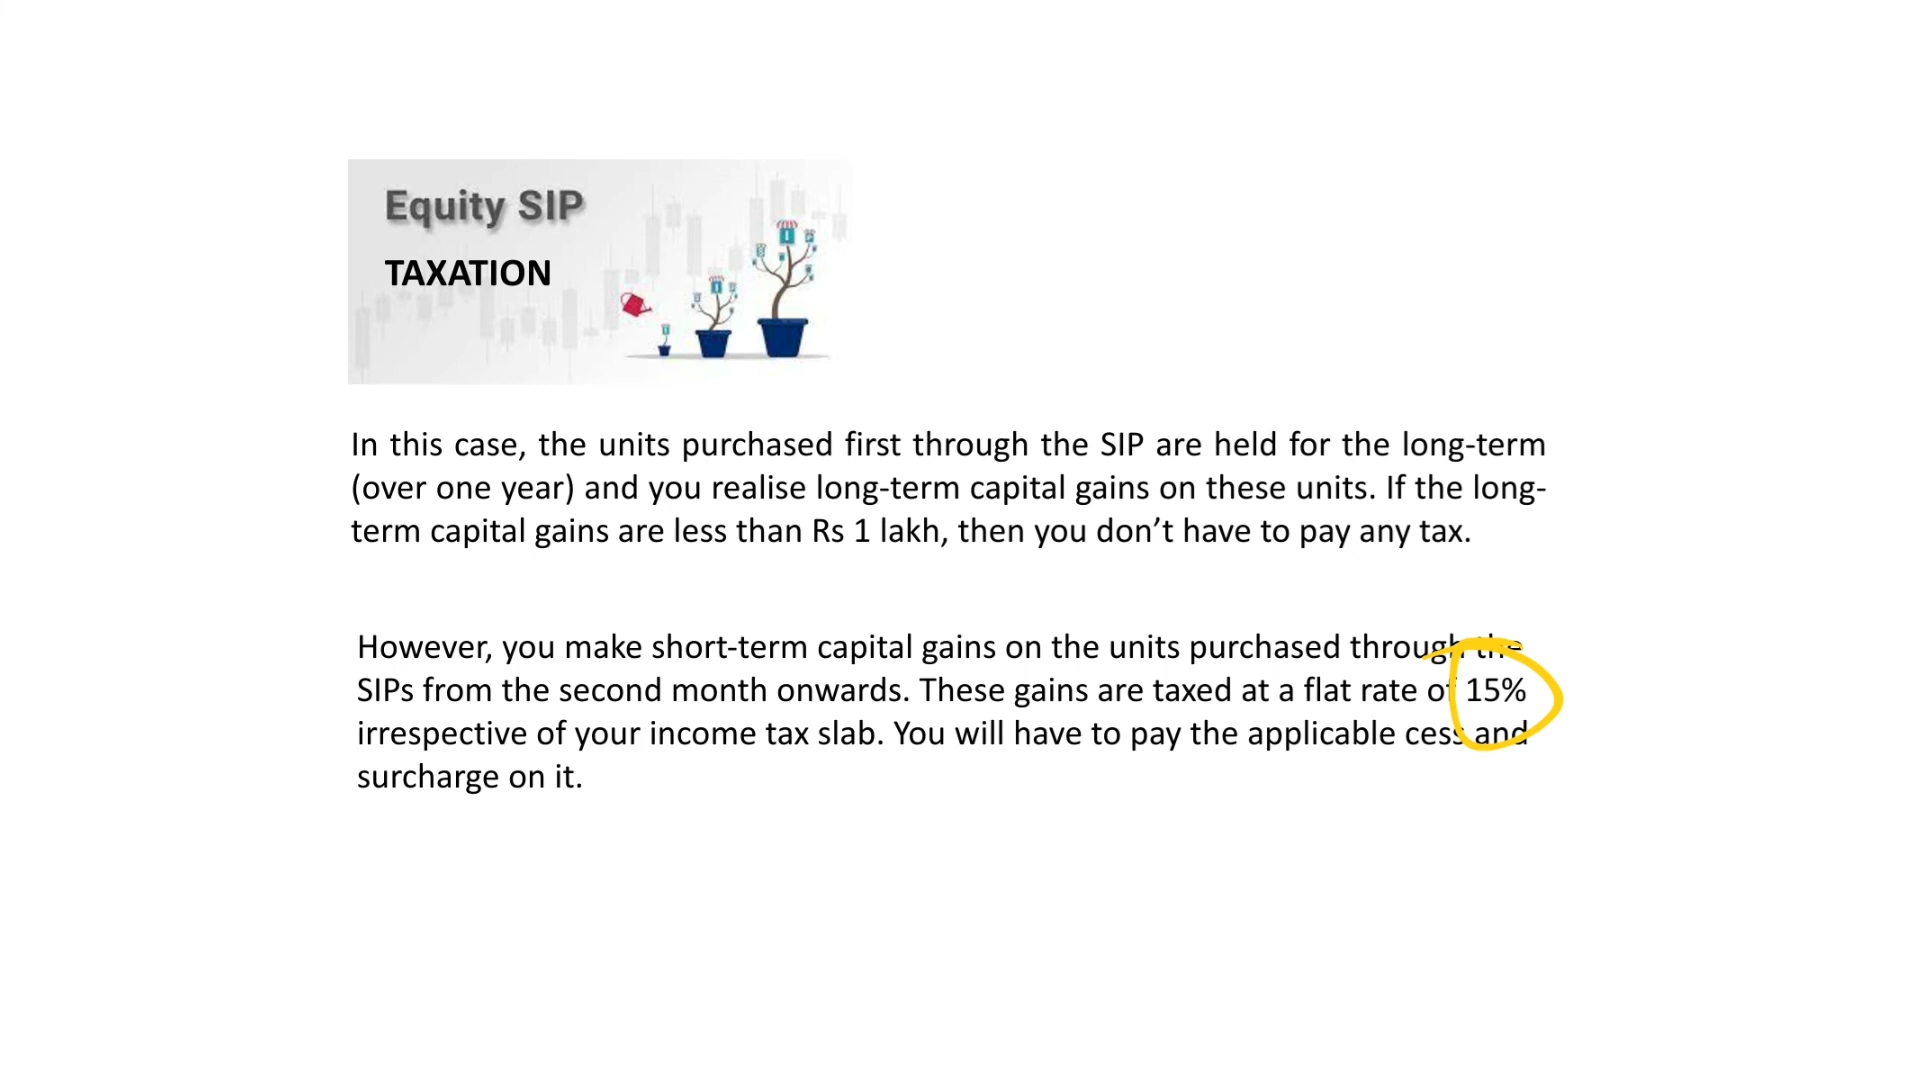 Equity SIP
TAXATION
In this case, the units purchased first through the SIP are held for the long-term
(over one year) and you realise long-term capital gains on these units. If the long-
term capital gains are less than Rs 1 lakh, then you don’t have to pay any tax.
However, you make short-term capital gains on the units purchased through the
SIPs from the second month onwards. These gains are taxed at a flat rate of 15%
irrespective of your income tax slab. You will have to pay the applicable cess and
surcharge on it.